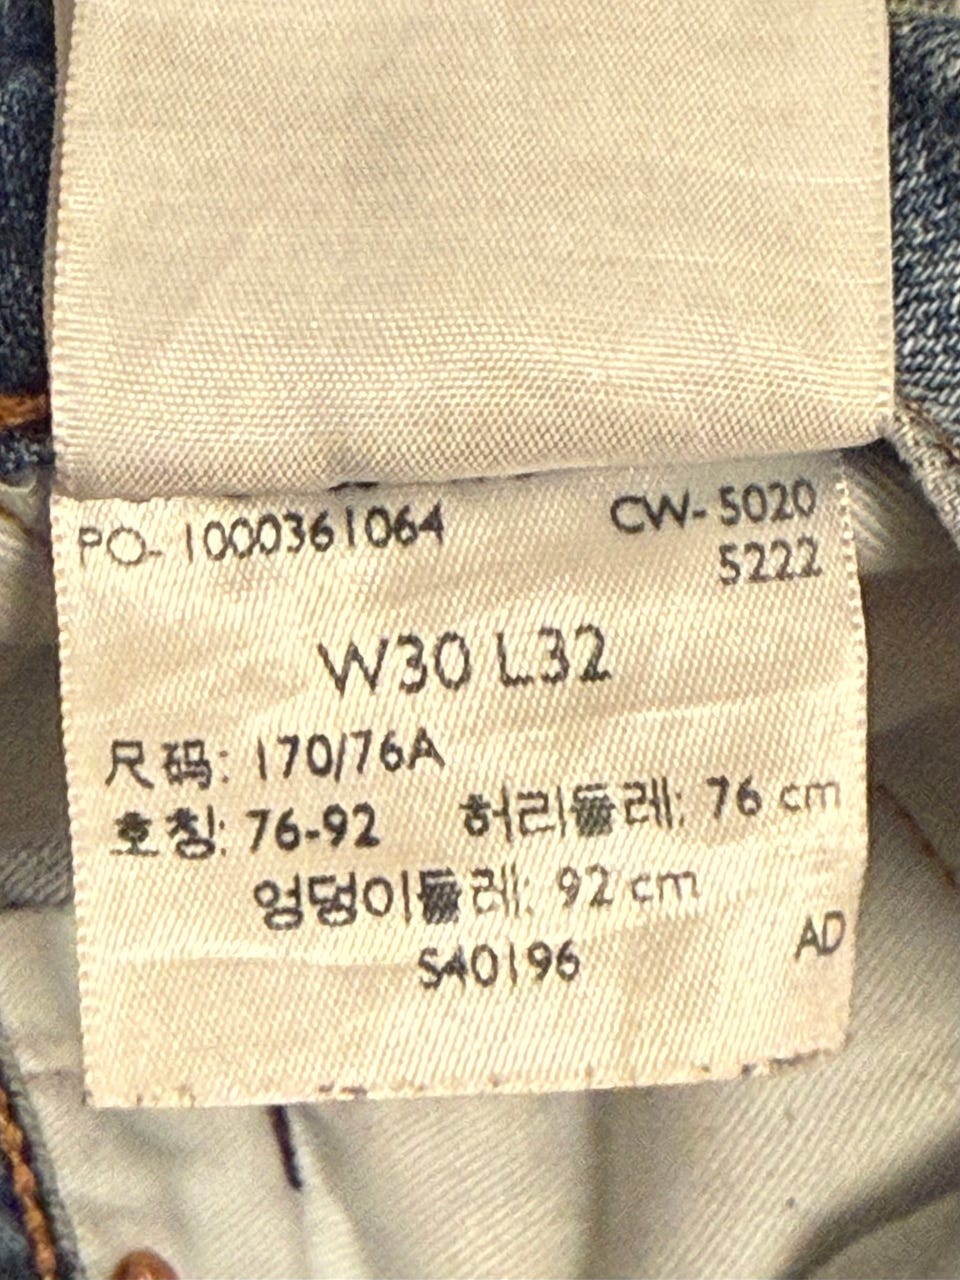 PO- 1000361064 CW- 5020
5222
W30 L32
尺码: 170/76A
호칭: 76-92 허리둘레: 76 cm
엉덩이둘레: 92 cm
S40196 AD